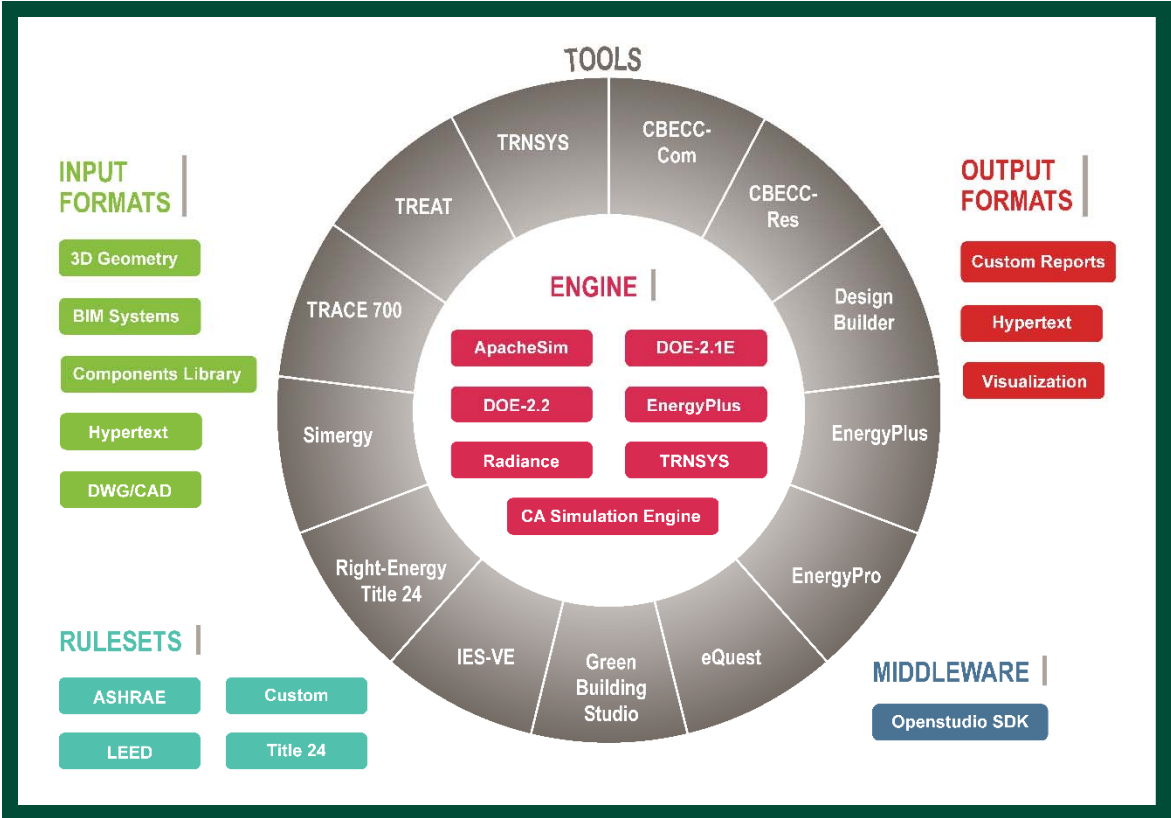 TOOLS
TRNSYS
CBECC-
Com
CBECC-
Res
Design
Builder
EnergyPlus
EnergyPro
eQuest
Green
Building
Studio
IES-VE
Right-Energy
Title 24
Simergy
TRACE 700
TREAT
INPUT
FORMATS
3D Geometry
BIM Systems
Components Library
Hypertext
DWG/CAD
ENGINE
ApacheSim
DOE-2.1E
DOE-2.2
EnergyPlus
Radiance
TRNSYS
CA Simulation Engine
OUTPUT
FORMATS
Custom Reports
Hypertext
Visualization
RULESETS
ASHRAE
Custom
LEED
Title 24
MIDDLEWARE
Openstudio SDK